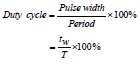 Duty cycle = Pulse width / Period × 100%
= t_W / T × 100%